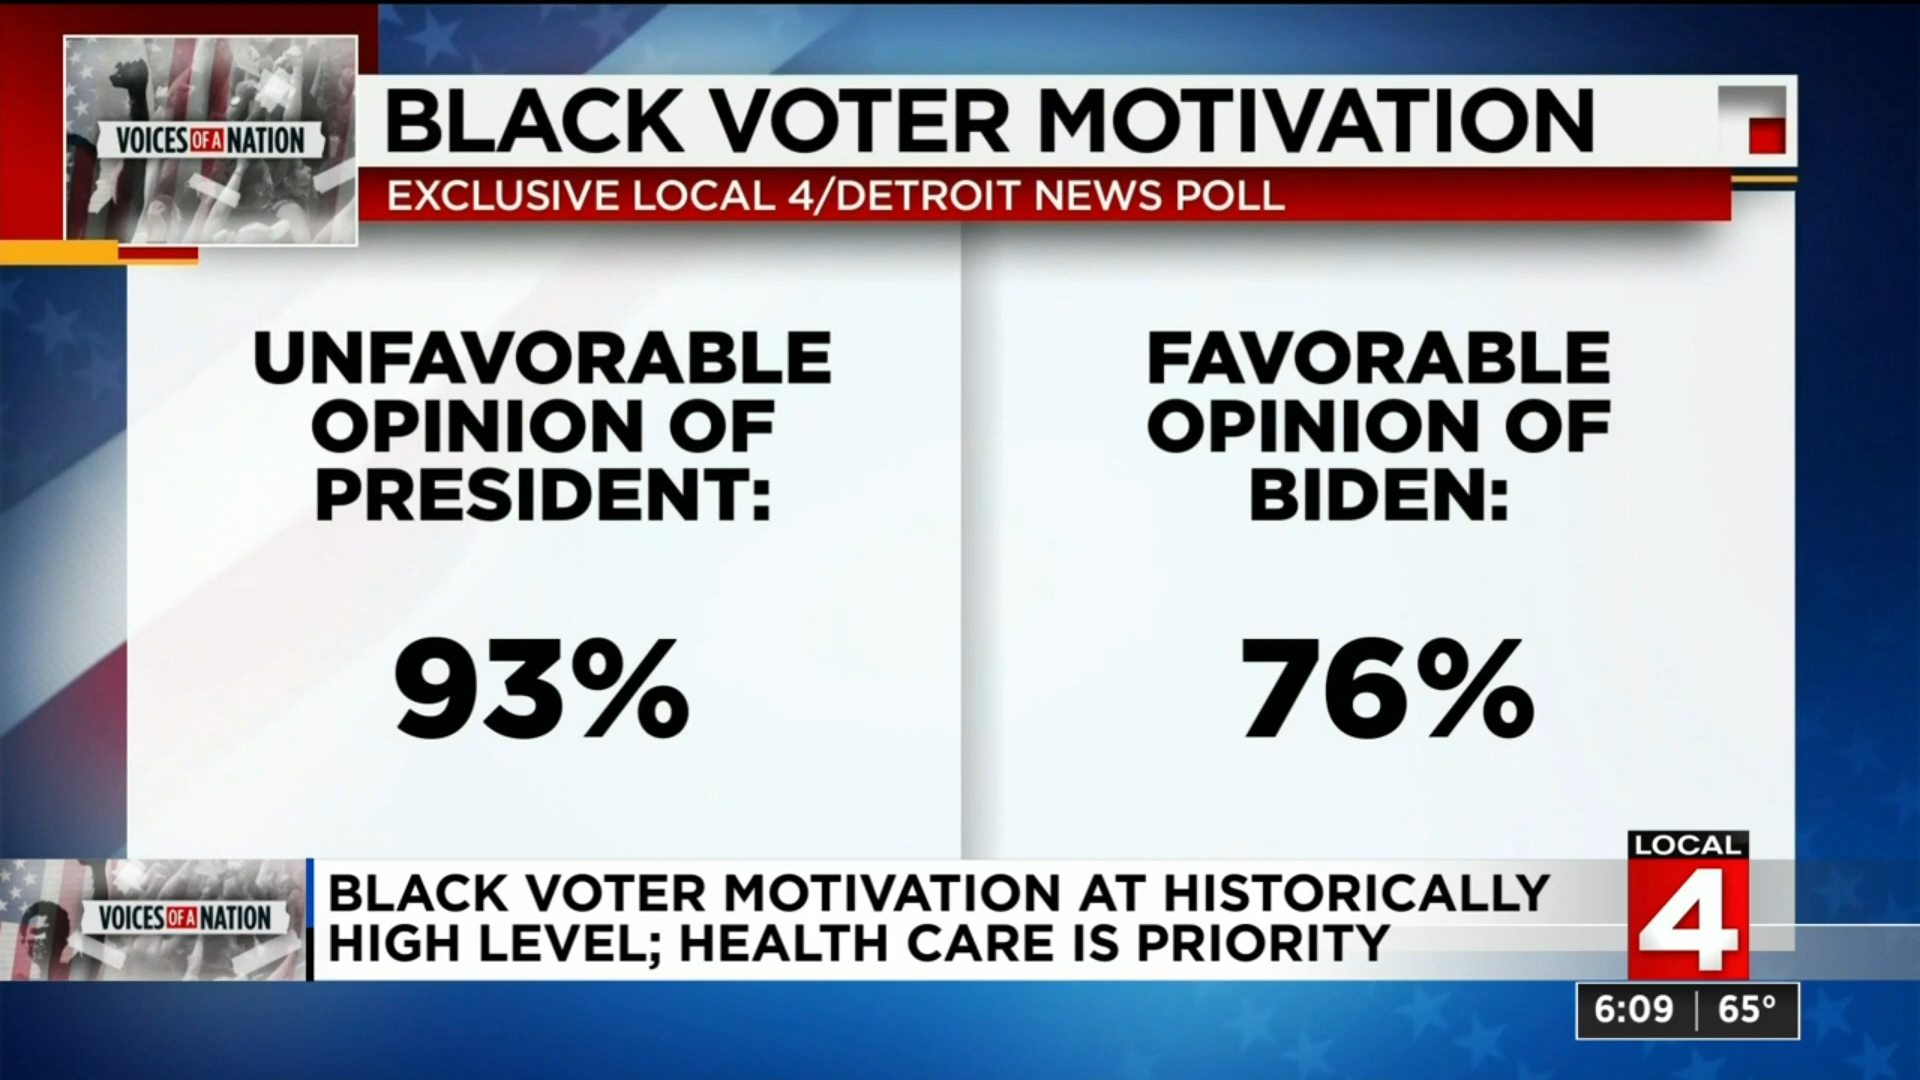 VOICES OF A NATION
BLACK VOTER MOTIVATION
EXCLUSIVE LOCAL 4/DETROIT NEWS POLL
UNFAVORABLE
OPINION OF
PRESIDENT:
93%
FAVORABLE
OPINION OF
BIDEN:
76%
VOICES OF A NATION
BLACK VOTER MOTIVATION AT HISTORICALLY
HIGH LEVEL; HEALTH CARE IS PRIORITY
LOCAL
4
6:09 65°